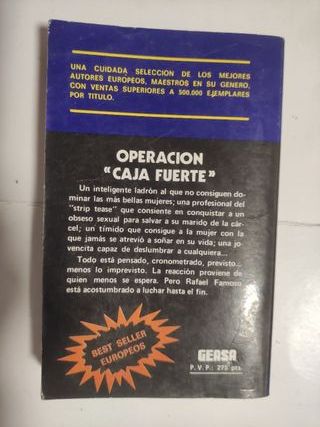 UNA CUIDADA SELECCION DE LOS MEJORES
AUTORES EUROPEOS, MAESTROS EN SU GENERO,
CON VENTAS SUPERIORES A 500.000 EJEMPLARES
POR TITULO.
OPERACION
“CAJA FUERTE”
Un inteligente ladrón al que no consiguen do-
minar las más bellas mujeres; una profesional del
“strip tease” que consiente en conquistar a un
obseso sexual para salvar a su marido de la cár-
cel; un tímido que consigue a la mujer con la
que jamás se atrevió a soñar en su vida; una jo-
vencita capaz de deslumbrar a cualquiera...
Todo está pensado, cronometrado, previsto...
menos lo imprevisto. La reacción proviene de
quien menos se espera. Pero Rafael Famoso
está acostumbrado a luchar hasta el fin.
BEST SELLER
EUROPEOS
GEASA
P. V. P.: 275 pts.